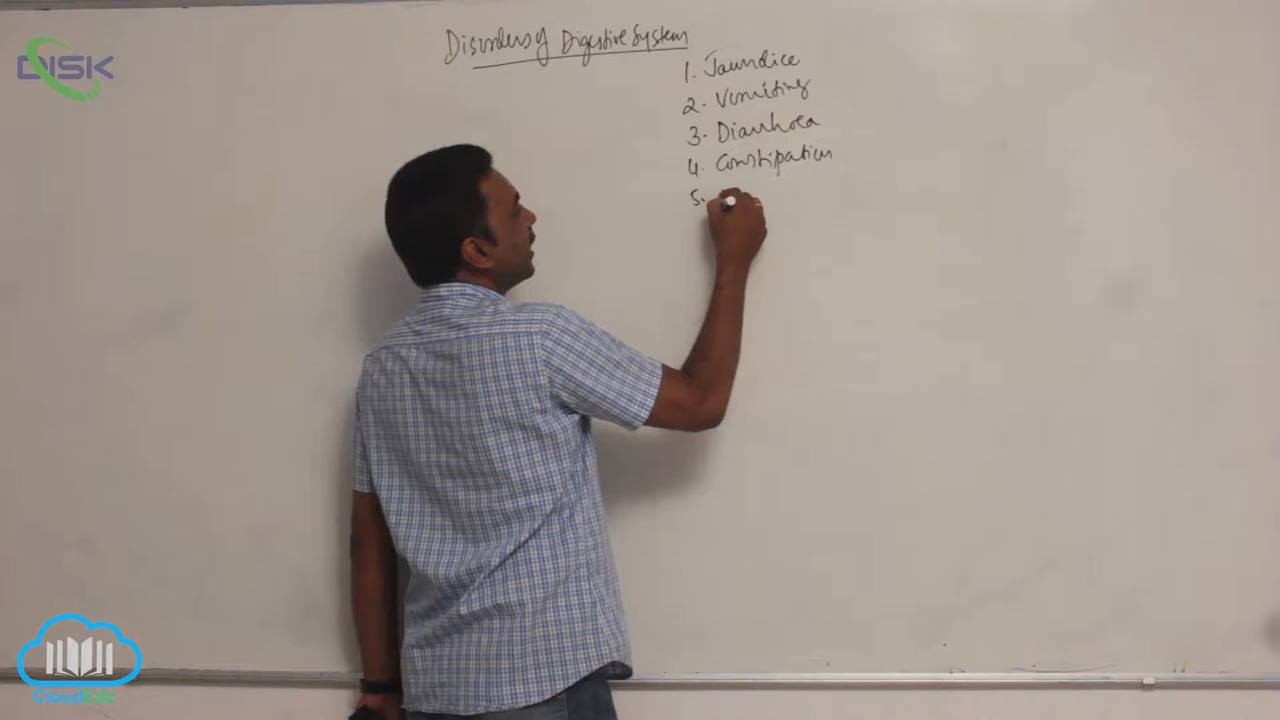 DISK
Disorders of Digestive System
1. Jaundice
2. Vomiting
3. Diarrhoea
4. Constipation
5.
CloudEdz